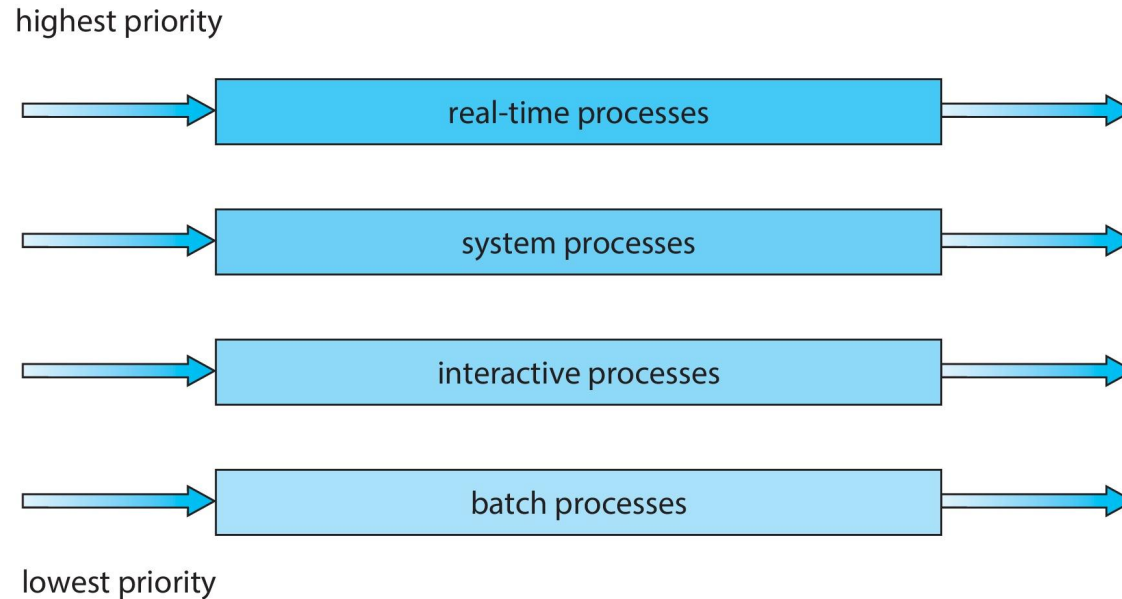 highest priority
real-time processes
system processes
interactive processes
batch processes
lowest priority